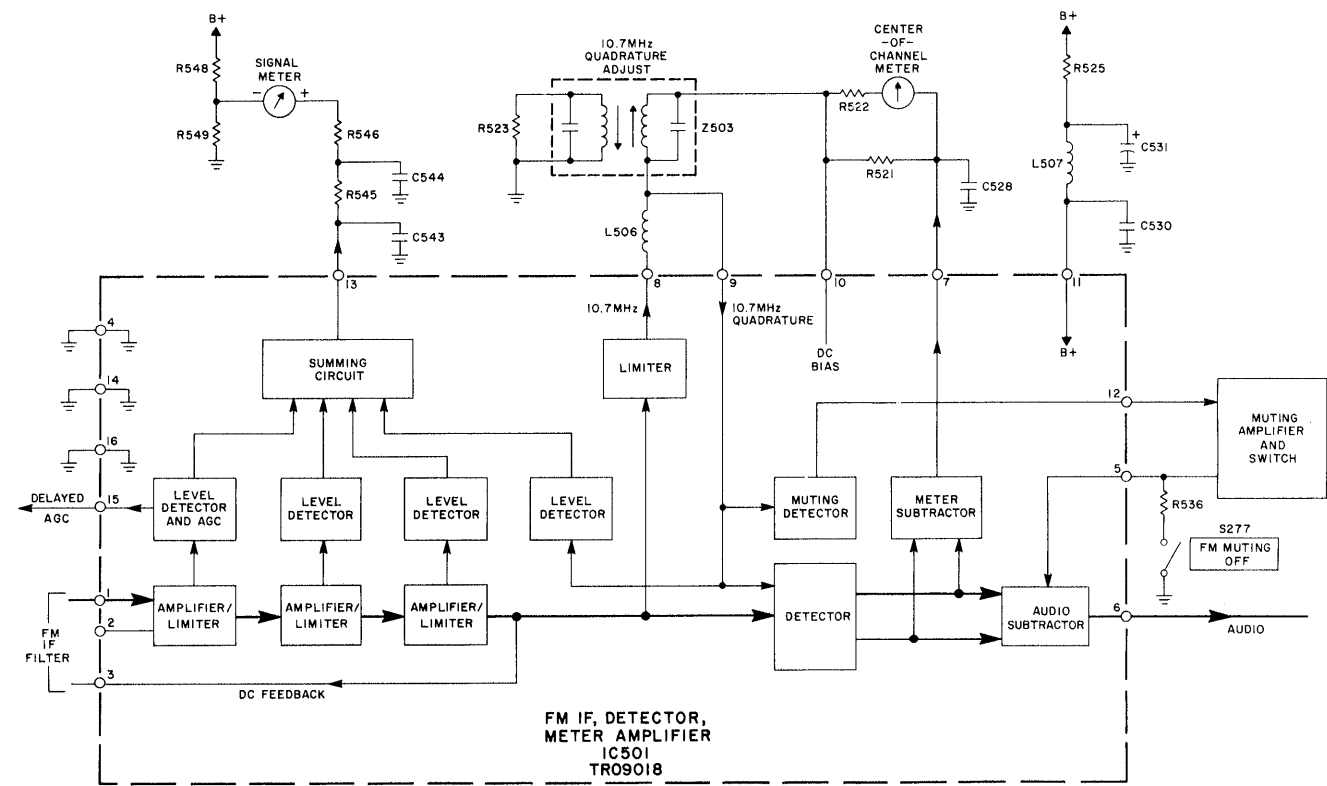 B+
R548
R549
SIGNAL
METER
-
+
R546
C544
R545
C543
10.7MHz
QUADRATURE
ADJUST
R523
Z503
L506
CENTER
-OF-
CHANNEL
METER
R522
R521
C528
B+
R525
+
C531
L507
C530
13
8
9
10
7
11
10.7MHz
10.7MHz
QUADRATURE
DC
BIAS
B+
4
14
16
15
DELAYED
AGC
SUMMING
CIRCUIT
LIMITER
LEVEL
DETECTOR
AND AGC
LEVEL
DETECTOR
LEVEL
DETECTOR
LEVEL
DETECTOR
MUTING
DETECTOR
METER
SUBTRACTOR
12
5
MUTING
AMPLIFIER
AND
SWITCH
R536
S277
FM MUTING
OFF
1
2
3
FM
IF
FILTER
AMPLIFIER/
LIMITER
AMPLIFIER/
LIMITER
AMPLIFIER/
LIMITER
DETECTOR
AUDIO
SUBTRACTOR
6
AUDIO
DC FEEDBACK
FM IF, DETECTOR,
METER AMPLIFIER
IC501
TRO9018